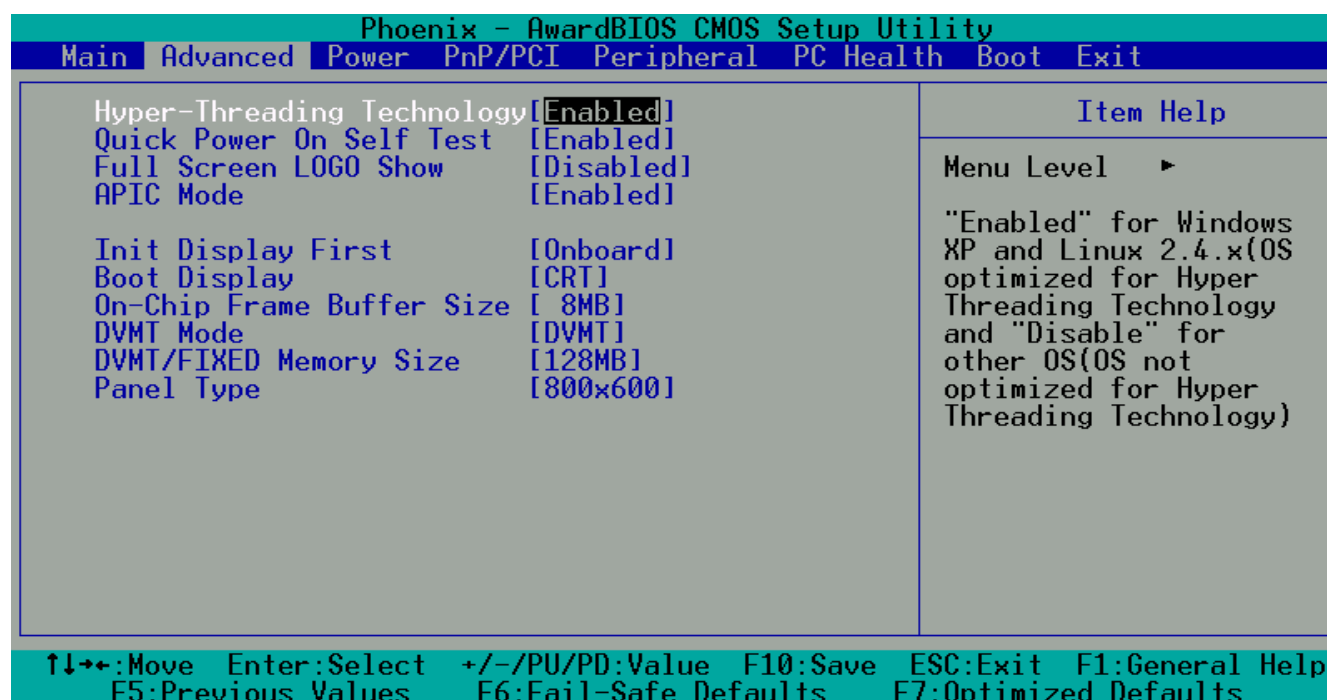 Phoenix - AwardBIOS CMOS Setup Utility
Main Advanced Power PnP/PCI Peripheral PC Health Boot Exit
Hyper-Threading Technology[Enabled]
Quick Power On Self Test [Enabled]
Full Screen LOGO Show [Disabled]
APIC Mode [Enabled]
Init Display First [Onboard]
Boot Display [CRT]
On-Chip Frame Buffer Size [ 8MB]
DVMT Mode [DVMT]
DVMT/FIXED Memory Size [128MB]
Panel Type [800x600]
Item Help
Menu Level ►
"Enabled" for Windows
XP and Linux 2.4.x(OS
optimized for Hyper
Threading Technology
and "Disable" for
other OS(OS not
optimized for Hyper
Threading Technology)
↑↓→←:Move Enter:Select +/-/PU/PD:Value F10:Save ESC:Exit F1:General Help
F5:Previous Values F6:Fail-Safe Defaults F7:Optimized Defaults